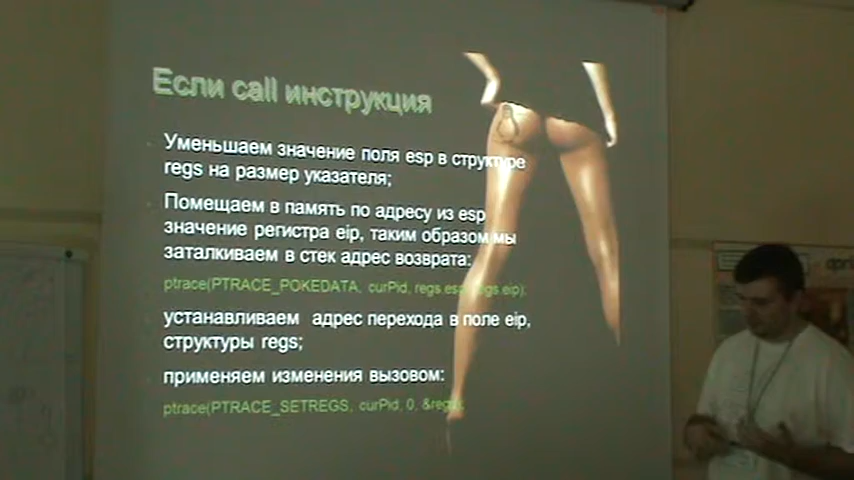 Если call инструкция
Уменьшаем значение поля esp в структуре
regs на размер указателя;
Помещаем в память по адресу из esp
значение регистра eip, таким образом мы
заталкиваем в стек адрес возврата:
ptrace(PTRACE_POKEDATA, curPid, regs.esp, regs.eip);
устанавливаем адрес перехода в поле eip,
структуры regs;
применяем изменения вызовом:
ptrace(PTRACE_SETREGS, curPid, 0, &regs);